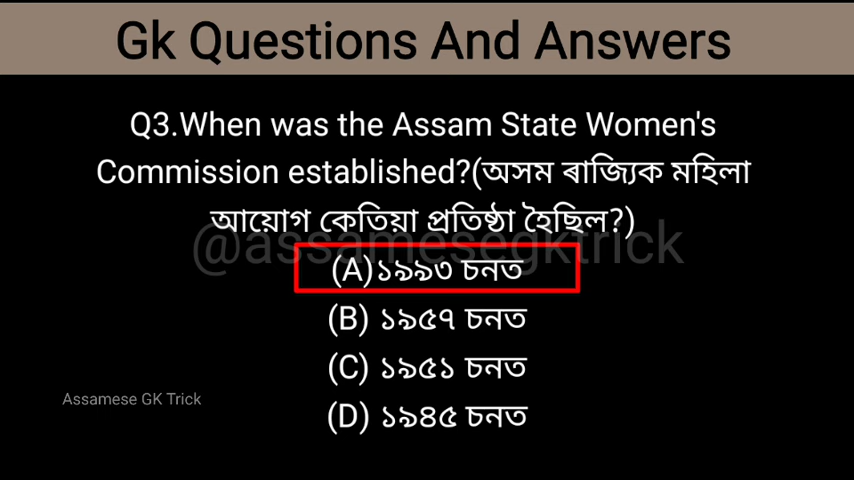 Gk Questions And Answers
Q3.When was the Assam State Women's
Commission established?(অসম ৰাজ্যিক মহিলা
আয়োগ কেতিয়া প্ৰতিষ্ঠা হৈছিল?)
@assamesegktrick
(A)১৯৯৩ চনত
(B) ১৯৫৭ চনত
(C) ১৯৫১ চনত
Assamese GK Trick
(D) ১৯৪৫ চনত